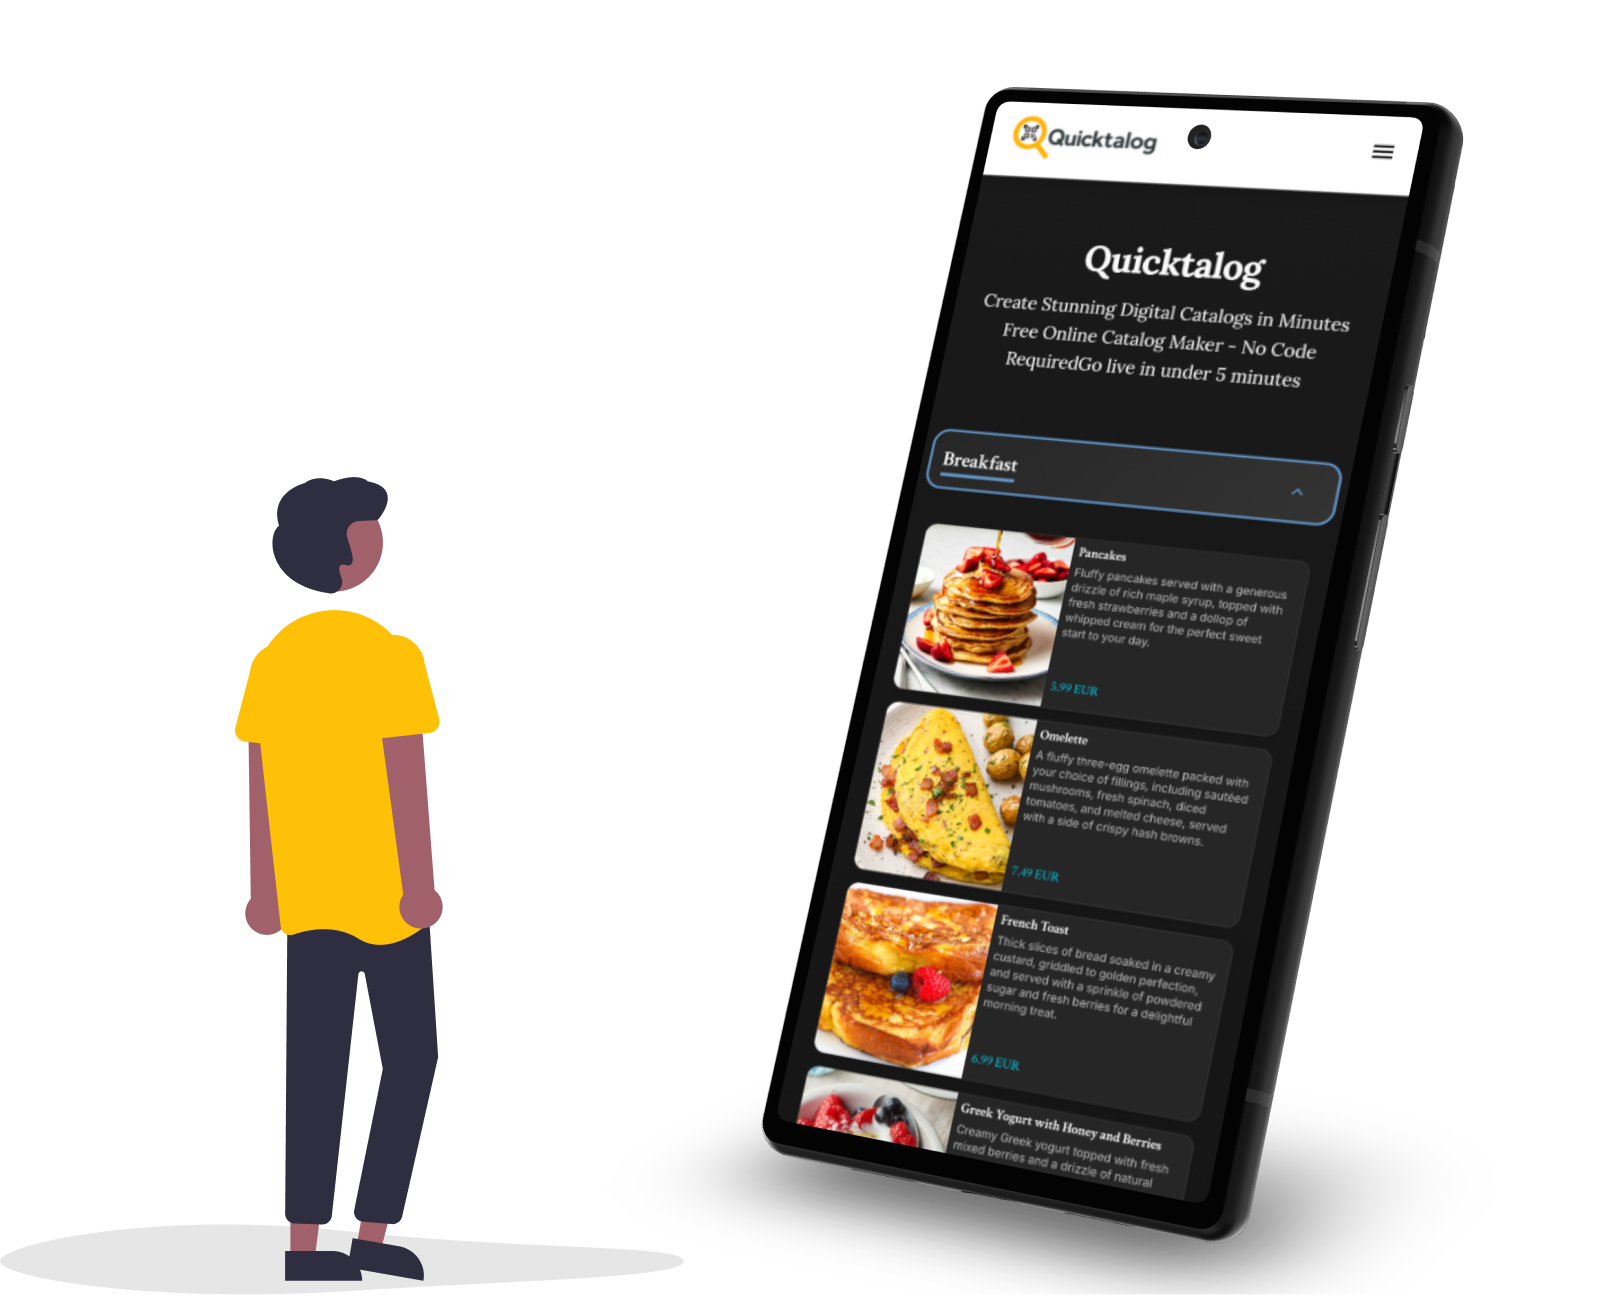 Quicktalog
Quicktalog
Create Stunning Digital Catalogs in Minutes
Free Online Catalog Maker - No Code
RequiredGo live in under 5 minutes
Breakfast
Pancakes
Fluffy pancakes served with a generous
drizzle of rich maple syrup, topped with
fresh strawberries and a dollop of
whipped cream for the perfect sweet
start to your day.
5.99 EUR
Omelette
A fluffy three-egg omelette packed with
your choice of fillings, including sautéed
mushrooms, fresh spinach, diced
tomatoes, and melted cheese, served
with a side of crispy hash browns.
7.49 EUR
French Toast
Thick slices of bread soaked in a creamy
custard, griddled to golden perfection,
and served with a sprinkle of powdered
sugar and fresh berries for a delightful
morning treat.
6.99 EUR
Greek Yogurt with Honey and Berries
Creamy Greek yogurt topped with fresh
mixed berries and a drizzle of natural